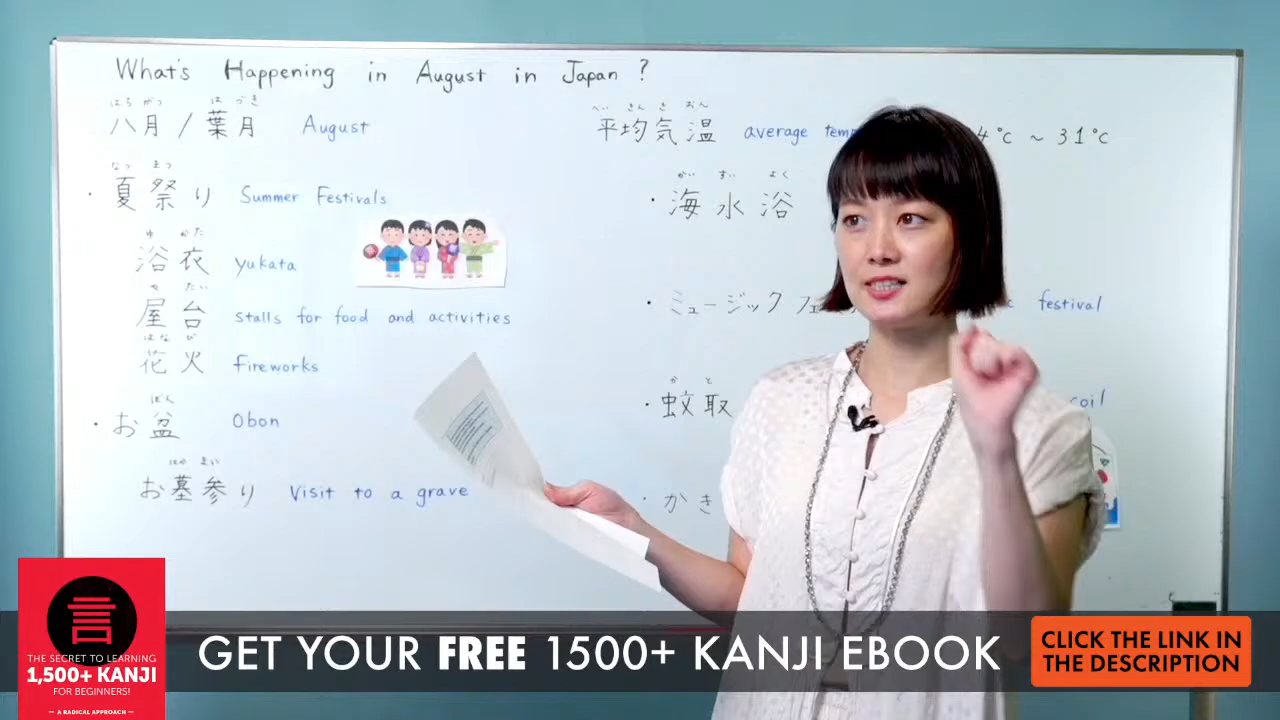 What's Happening in August in Japan ?
はち がつ は づき
八月 / 葉月 August
なつ まつ
・夏祭り Summer Festivals
ゆ かた
浴衣 yukata
や たい
屋台 stalls for food and activities
はな び
花火 Fireworks
ぼん
・お盆 Obon
はか まい
お墓参り Visit to a grave
へい きん き おん
平均気温 average 4℃ ~ 31℃
かい すい よく
・海水浴
・ミュージック フェ festival
か と
・蚊取 coil
・かき
言
THE SECRET TO LEARNING
1,500+ KANJI
FOR BEGINNERS!
— A RADICAL APPROACH —
GET YOUR FREE 1500+ KANJI EBOOK
CLICK THE LINK IN
THE DESCRIPTION